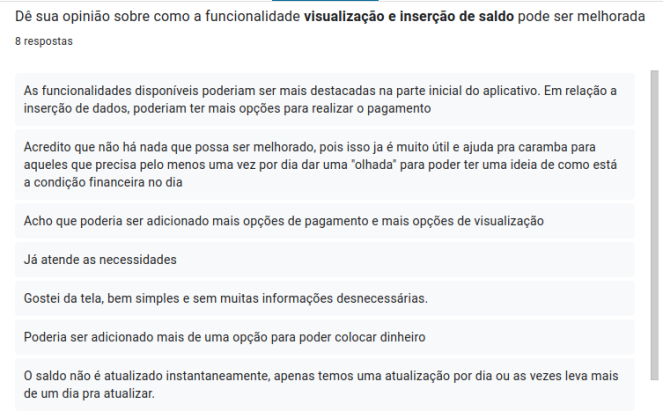 Dê sua opinião sobre como a funcionalidade visualização e inserção de saldo pode ser melhorada
8 respostas
As funcionalidades disponíveis poderiam ser mais destacadas na parte inicial do aplicativo. Em relação a
inserção de dados, poderiam ter mais opções para realizar o pagamento
Acredito que não há nada que possa ser melhorado, pois isso ja é muito útil e ajuda pra caramba para
aqueles que precisa pelo menos uma vez por dia dar uma "olhada" para poder ter uma ideia de como está
a condição financeira no dia
Acho que poderia ser adicionado mais opções de pagamento e mais opções de visualização
Já atende as necessidades
Gostei da tela, bem simples e sem muitas informações desnecessárias.
Poderia ser adicionado mais de uma opção para poder colocar dinheiro
O saldo não é atualizado instantaneamente, apenas temos uma atualização por dia ou as vezes leva mais
de um dia pra atualizar.